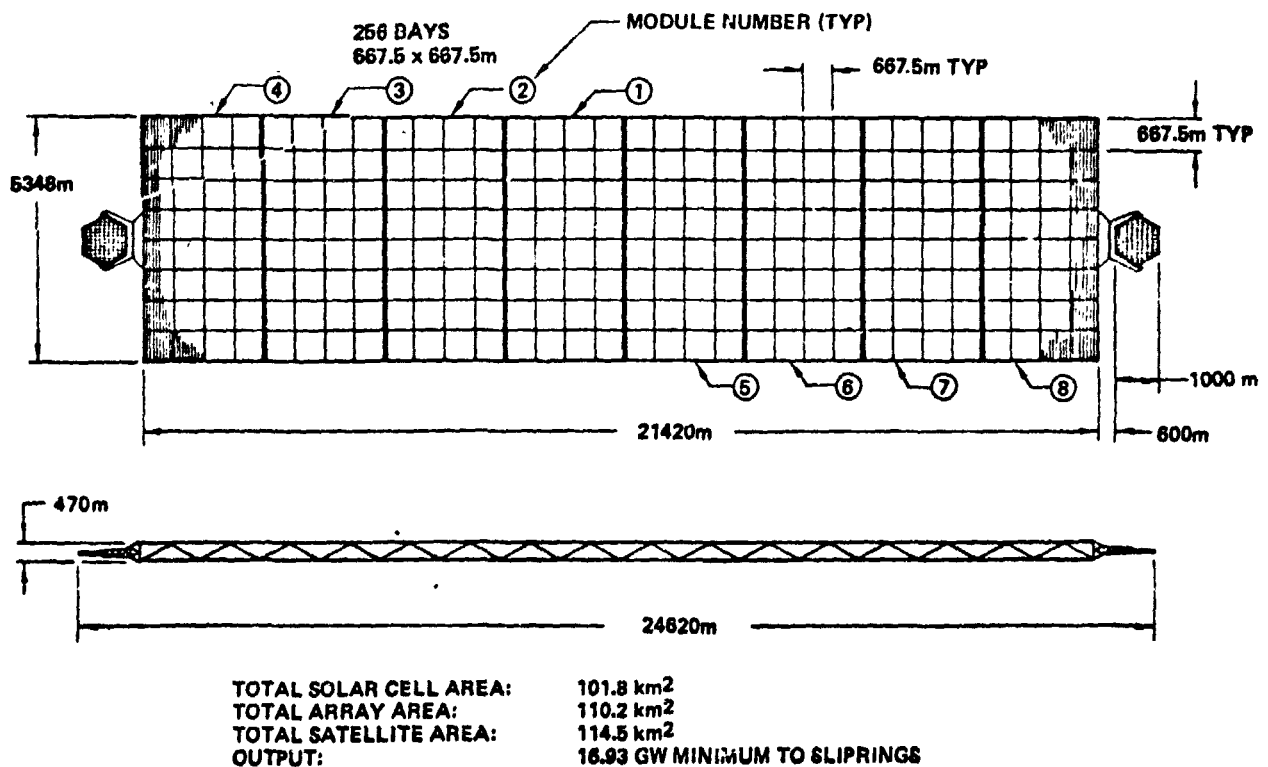 MODULE NUMBER (TYP)
256 BAYS
667.5 x 667.5m
667.5m TYP
4
3
2
1
667.5m TYP
5348m
5
6
7
8
1000 m
21420m
600m
470m
24620m
TOTAL SOLAR CELL AREA: 101.8 km2
TOTAL ARRAY AREA: 110.2 km2
TOTAL SATELLITE AREA: 114.5 km2
OUTPUT: 16.93 GW MINIMUM TO SLIPRINGS